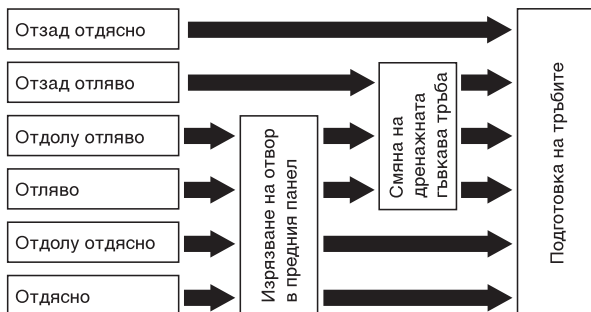 Отзад отдясно
Отзад отляво
Отдолу отляво
Отляво
Отдолу отдясно
Отдясно
Изрязване на отвор
в предния панел
Смяна на
дренажната
гъвкава тръба
Подготовка на тръбите